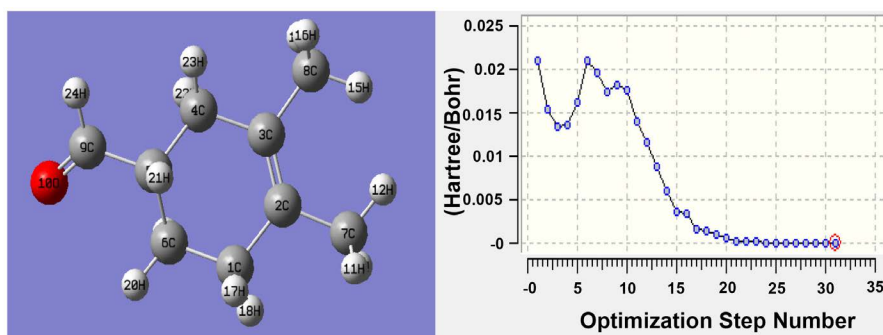 116H
23H
8C
15H
24H
22
4C
3C
9C
10O
21H
12H
2C
6C
7C
1C
11H
20H
17H
18H
0.025
0.02
0.015
0.01
0.005
-0
(Hartree/Bohr)
-0 5 10 15 20 25 30 35
Optimization Step Number